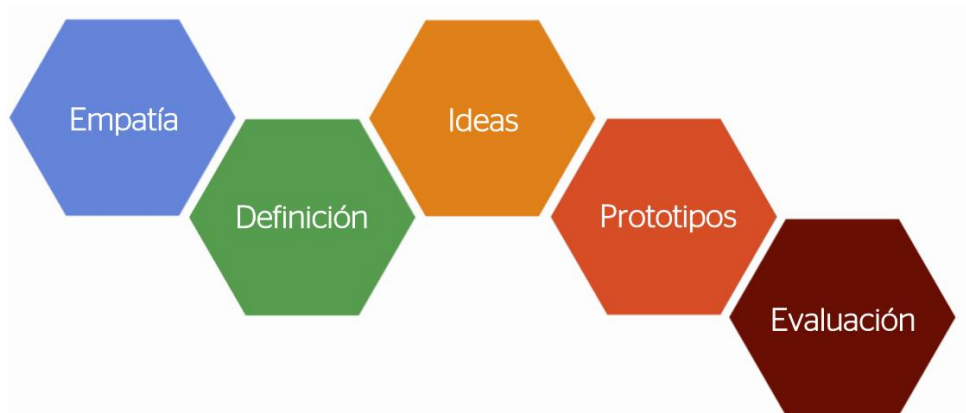 Empatía
Definición
Ideas
Prototipos
Evaluación